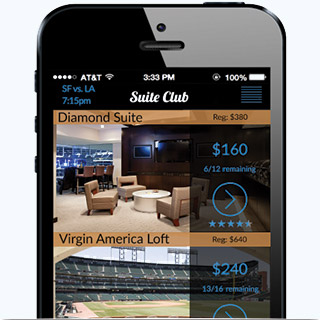 AT&T 3:33 PM 100%
SF vs. LA
7:15pm
Suite Club
Diamond Suite Reg: $380
$160
6/12 remaining
Virgin America Loft Reg: $640
$240
13/16 remaining